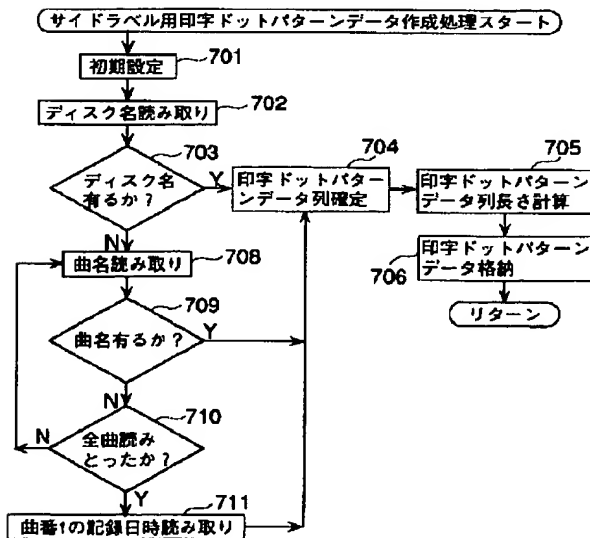 サイドラベル用印字ドットパターンデータ作成処理スタート
初期設定
701
ディスク名読み取り
702
703
ディスク名
有るか?
Y
N
704
印字ドットパター
ンデータ列確定
705
印字ドットパターン
データ列長さ計算
706
印字ドットパターン
データ格納
リターン
曲名読み取り
708
709
曲名有るか?
Y
N
710
全曲読み
とったか?
N
Y
711
曲番1の記録日時読み取り